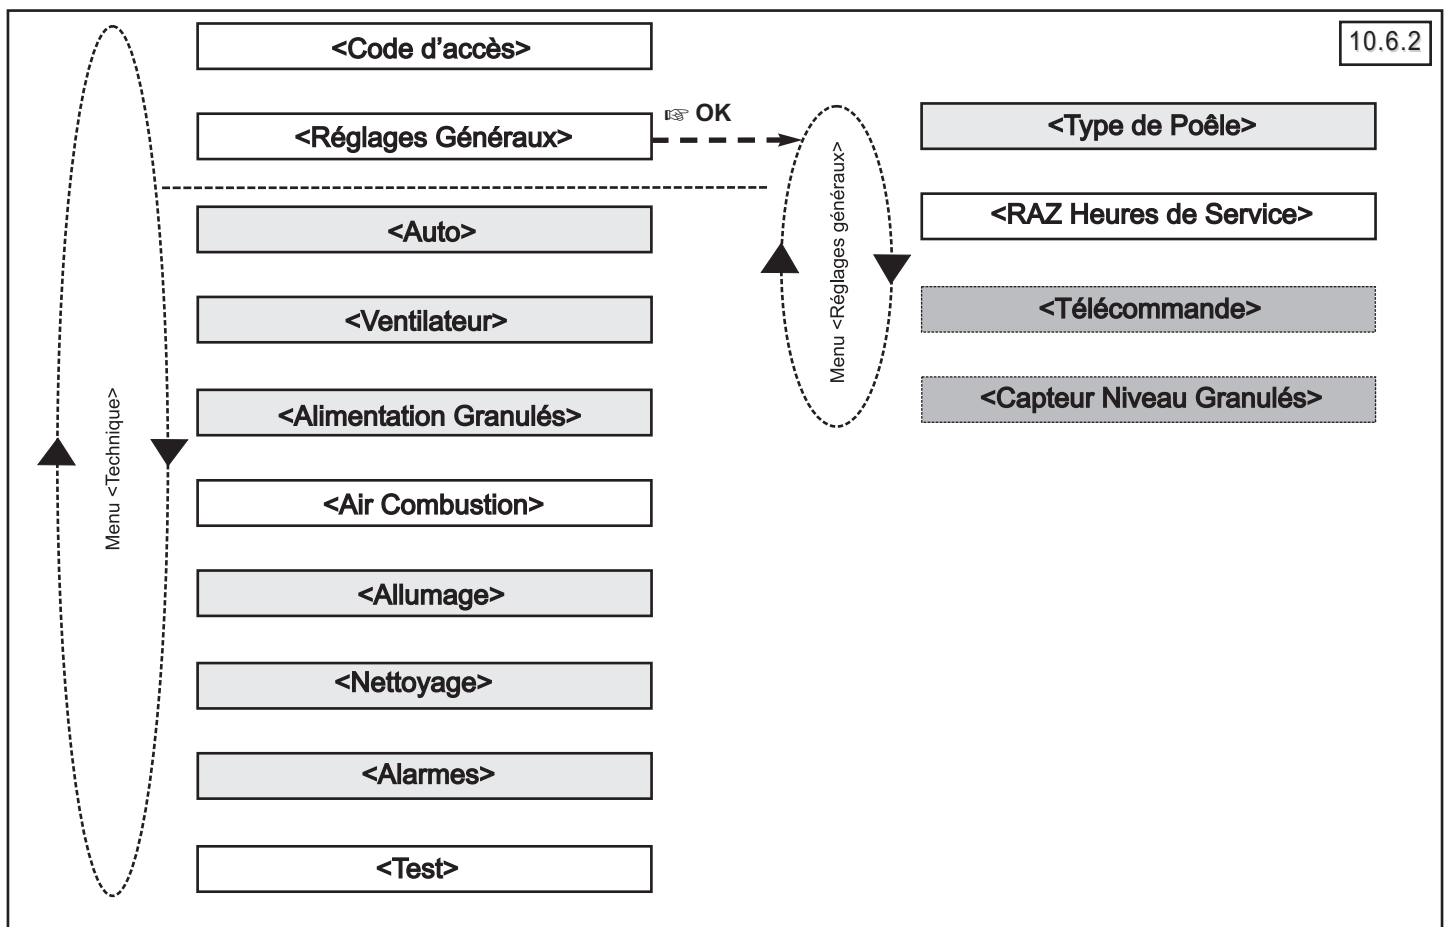 10.6.2
<Code d’accès>
<Réglages Généraux>
☞ OK
<Auto>
<Ventilateur>
<Alimentation Granulés>
<Air Combustion>
<Allumage>
<Nettoyage>
<Alarmes>
<Test>
Menu <Technique>
Menu <Réglages généraux>
<Type de Poêle>
<RAZ Heures de Service>
<Télécommande>
<Capteur Niveau Granulés>